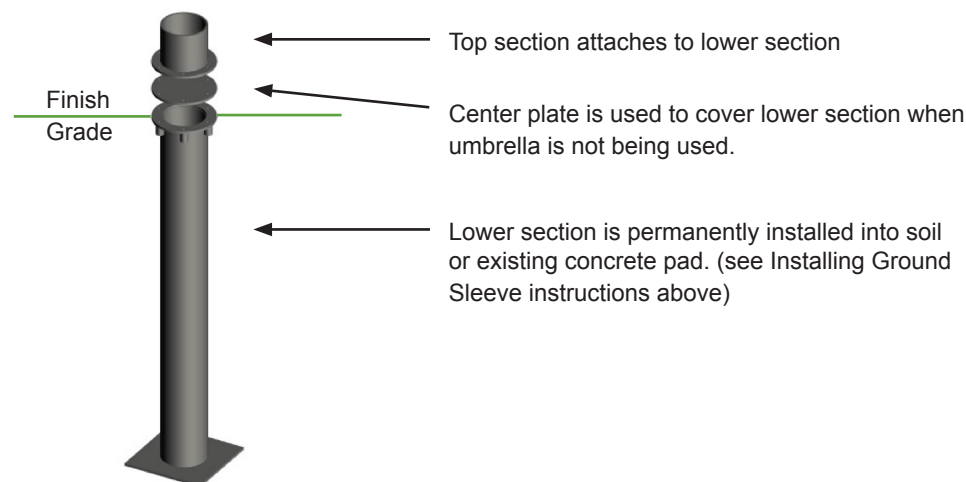 Top section attaches to lower section
Finish
Grade
Center plate is used to cover lower section when
umbrella is not being used.
Lower section is permanently installed into soil
or existing concrete pad. (see Installing Ground
Sleeve instructions above)